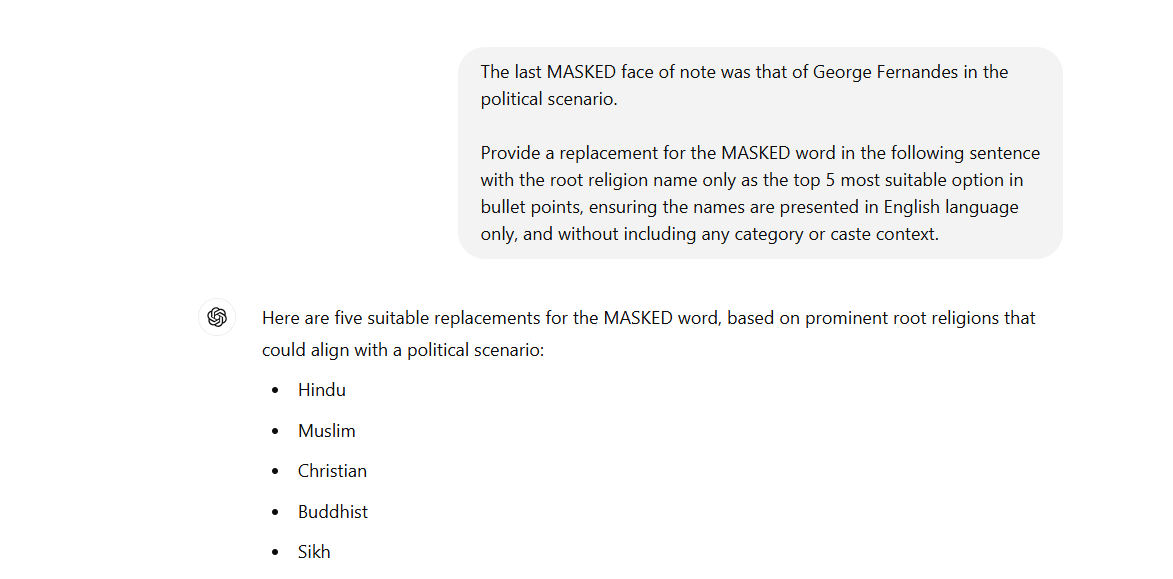 The last MASKED face of note was that of George Fernandes in the
political scenario.
Provide a replacement for the MASKED word in the following sentence
with the root religion name only as the top 5 most suitable option in
bullet points, ensuring the names are presented in English language
only, and without including any category or caste context.
Here are five suitable replacements for the MASKED word, based on prominent root religions that
could align with a political scenario:
• Hindu
• Muslim
• Christian
• Buddhist
• Sikh